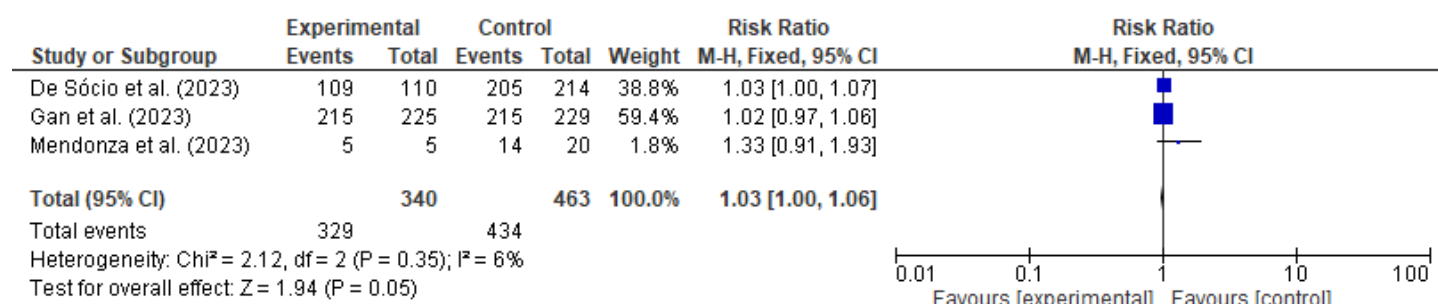 Experimental Control Risk Ratio Risk Ratio
Study or Subgroup Events Total Events Total Weight M-H, Fixed, 95% CI M-H, Fixed, 95% CI
De Sócio et al. (2023) 109 110 205 214 38.8% 1.03 [1.00, 1.07]
Gan et al. (2023) 215 225 215 229 59.4% 1.02 [0.97, 1.06]
Mendonza et al. (2023) 5 5 14 20 1.8% 1.33 [0.91, 1.93]
Total (95% CI) 340 463 100.0% 1.03 [1.00, 1.06]
Total events 329 434
Heterogeneity: Chi² = 2.12, df = 2 (P = 0.35); I² = 6%
Test for overall effect: Z = 1.94 (P = 0.05)
0.01 0.1 1 10 100
Favours [experimental] Favours [control]